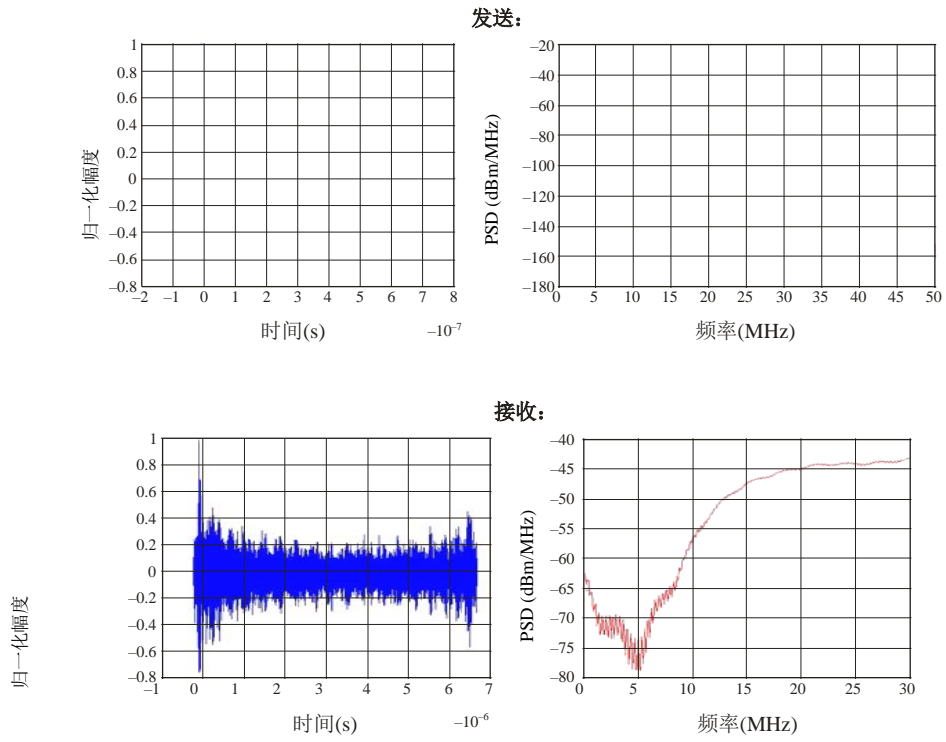 发送：
1
0.8
0.6
0.4
0.2
0
–0.2
–0.4
–0.6
–0.8
–2 –1 0 1 2 3 4 5 6 7 8
归一化幅度
时间(s)
–10⁻⁷
–20
–40
–60
–80
–100
–120
–140
–160
–180
0 5 10 15 20 25 30 35 40 45 50
PSD (dBm/MHz)
频率(MHz)
接收：
1
0.8
0.6
0.4
0.2
0
–0.2
–0.4
–0.6
–0.8
–1 0 1 2 3 4 5 6 7
归一化幅度
时间(s)
–10⁻⁶
–40
–45
–50
–55
–60
–65
–70
–75
–80
0 5 10 15 20 25 30
PSD (dBm/MHz)
频率(MHz)